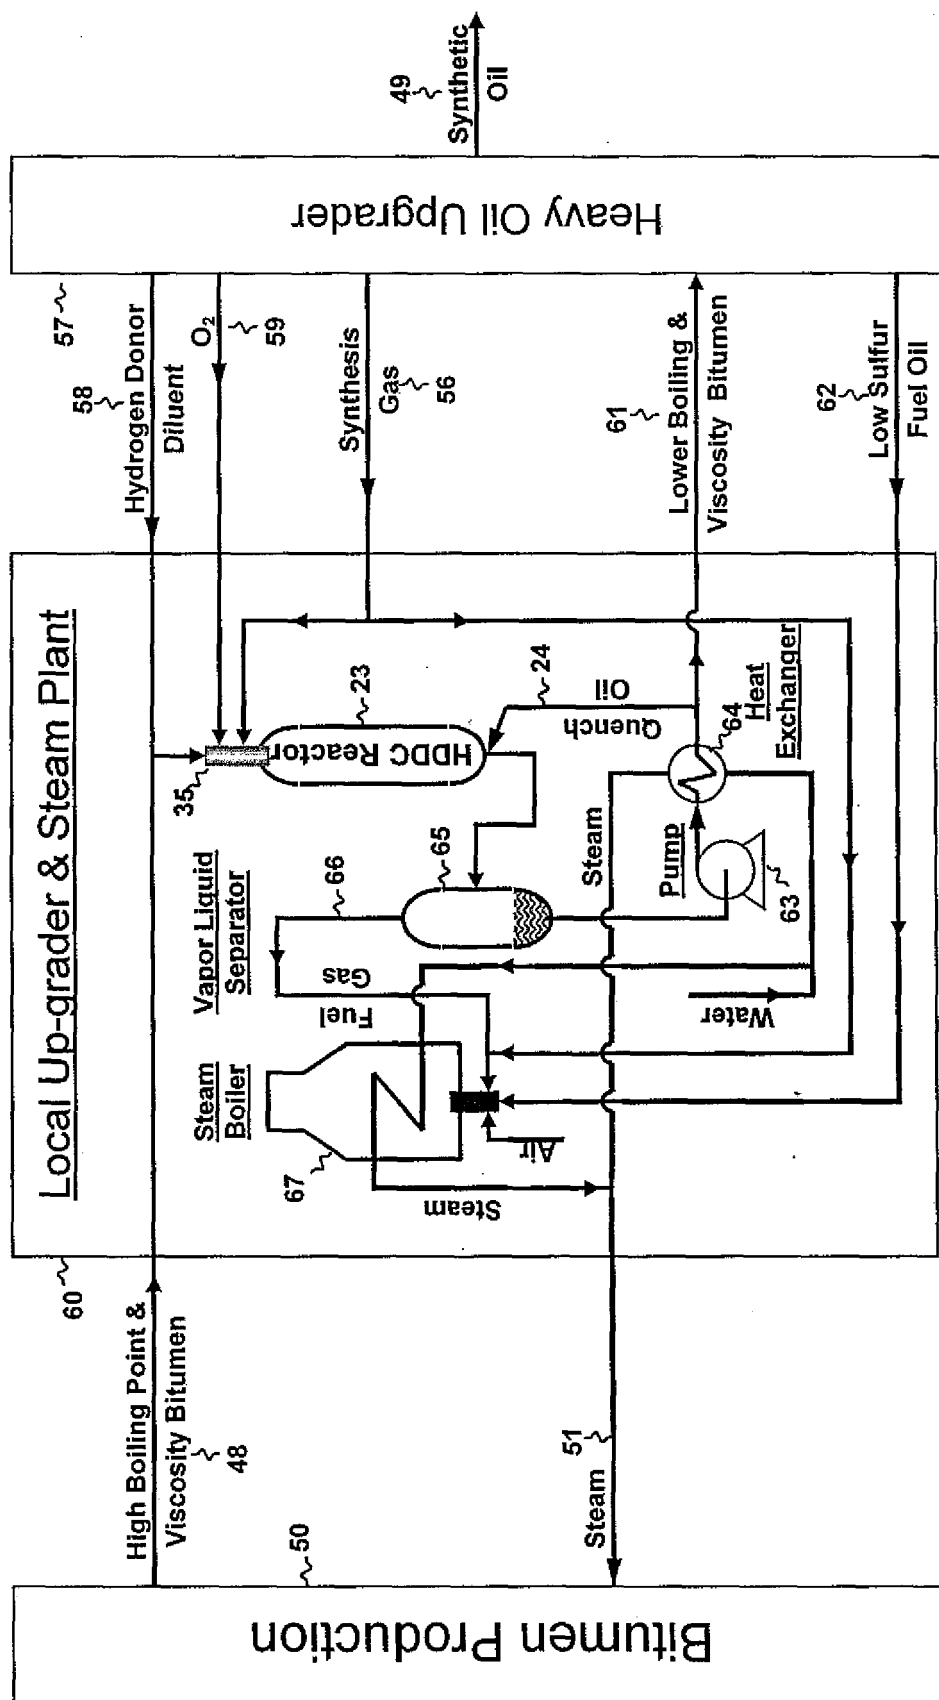 Local Up-grader & Steam Plant
Bitumen Production
50
High Boiling Point &
Viscosity Bitumen
48
60
51
Steam
Steam
Boiler
67
Steam
Air
Vapor Liquid
Separator
66
Fuel
Gas
65
Water
Steam
Pump
63
35
HDDC Reactor
23
Quench
Oil
24
64
Heat
Exchanger
57
58
Hydrogen Donor
Diluent
O₂
59
Synthesis
Gas
56
61
Lower Boiling &
Viscosity Bitumen
62
Low Sulfur
Fuel Oil
Heavy Oil Upgrader
49
Synthetic
Oil